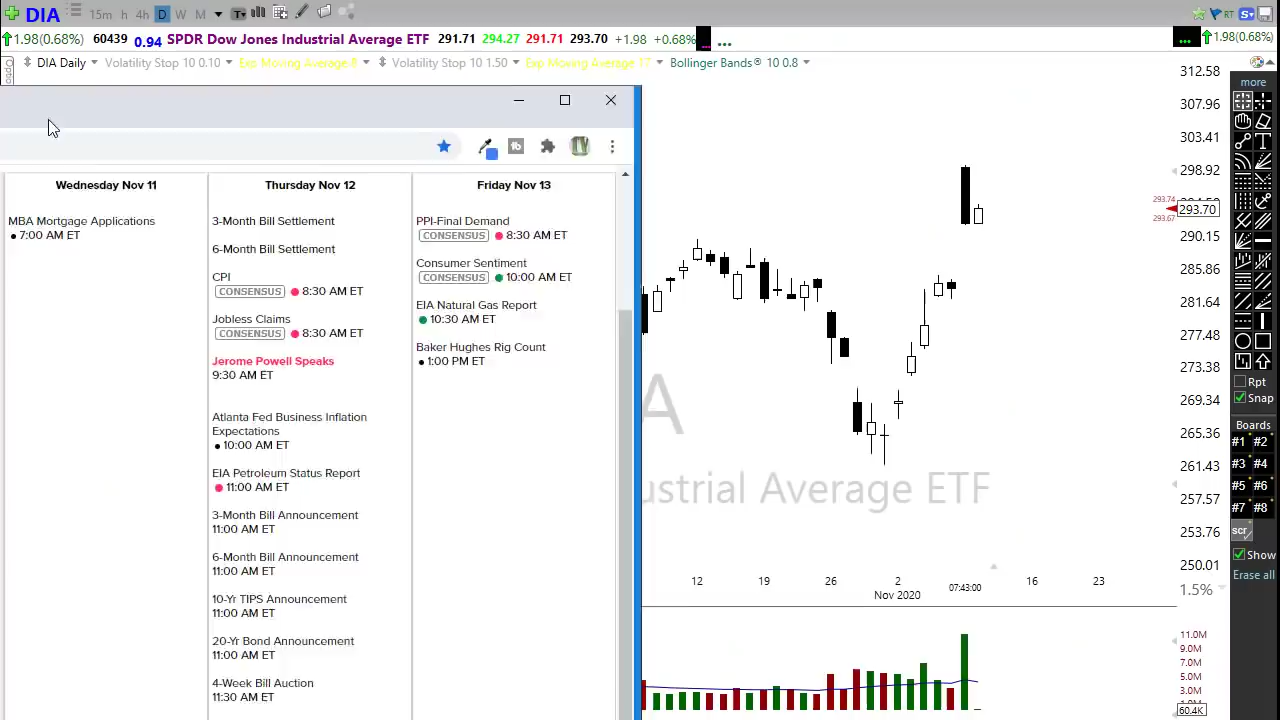 DIA 15m h 4h D W M T RT S
1.98(0.68%) 60439 0.94 SPDR Dow Jones Industrial Average ETF 291.71 294.27 291.71 293.70 +1.98 +0.68% ... ... 1.98(0.68%)
DIA Daily Volatility Stop 10 0.10 Exp Moving Average 8 Volatility Stop 10 1.50 Exp Moving Average 17 Bollinger Bands® 10 0.8
Wednesday Nov 11
MBA Mortgage Applications
7:00 AM ET
Thursday Nov 12
3-Month Bill Settlement
6-Month Bill Settlement
CPI
CONSENSUS 8:30 AM ET
Jobless Claims
CONSENSUS 8:30 AM ET
Jerome Powell Speaks
9:30 AM ET
Atlanta Fed Business Inflation
Expectations
10:00 AM ET
EIA Petroleum Status Report
11:00 AM ET
3-Month Bill Announcement
11:00 AM ET
6-Month Bill Announcement
11:00 AM ET
10-Yr TIPS Announcement
11:00 AM ET
20-Yr Bond Announcement
11:00 AM ET
4-Week Bill Auction
11:30 AM ET
Friday Nov 13
PPI-Final Demand
CONSENSUS 8:30 AM ET
Consumer Sentiment
CONSENSUS 10:00 AM ET
EIA Natural Gas Report
10:30 AM ET
Baker Hughes Rig Count
1:00 PM ET
A
ustrial Average ETF
312.58
307.96
303.41
298.92
293.74
293.70
293.67
290.15
285.86
281.64
277.48
273.38
269.34
265.36
261.43
257.57
253.76
250.01
1.5%
12 19 26 2 16 23
Nov 2020 07:43:00
11.0M
9.0M
7.0M
5.0M
3.0M
60.4K
more
T
Rpt
Snap
Boards
#1 #2
#3 #4
#5 #6
#7 #8
scr
Show
Erase all